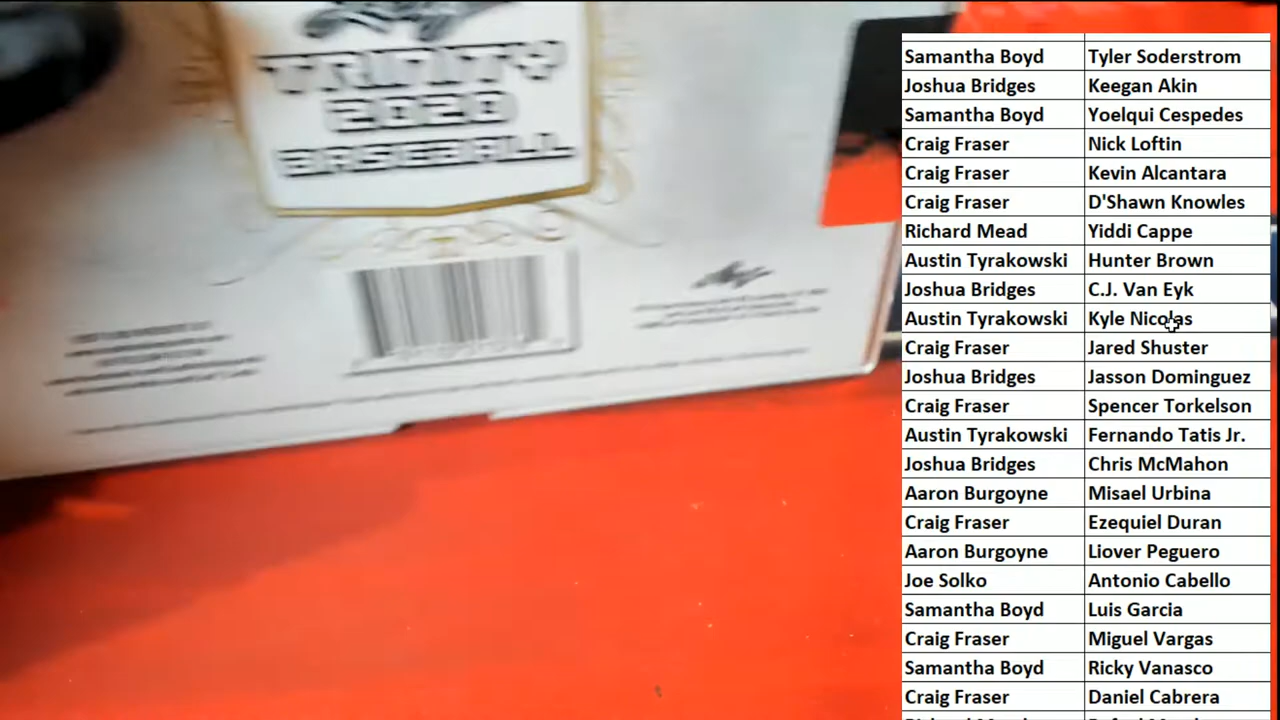 Leaf
TRINITY
2020
BASEBALL
Leaf
Samantha Boyd Tyler Soderstrom
Joshua Bridges Keegan Akin
Samantha Boyd Yoelqui Cespedes
Craig Fraser Nick Loftin
Craig Fraser Kevin Alcantara
Craig Fraser D'Shawn Knowles
Richard Mead Yiddi Cappe
Austin Tyrakowski Hunter Brown
Joshua Bridges C.J. Van Eyk
Austin Tyrakowski Kyle Nicolas
Craig Fraser Jared Shuster
Joshua Bridges Jasson Dominguez
Craig Fraser Spencer Torkelson
Austin Tyrakowski Fernando Tatis Jr.
Joshua Bridges Chris McMahon
Aaron Burgoyne Misael Urbina
Craig Fraser Ezequiel Duran
Aaron Burgoyne Liover Peguero
Joe Solko Antonio Cabello
Samantha Boyd Luis Garcia
Craig Fraser Miguel Vargas
Samantha Boyd Ricky Vanasco
Craig Fraser Daniel Cabrera